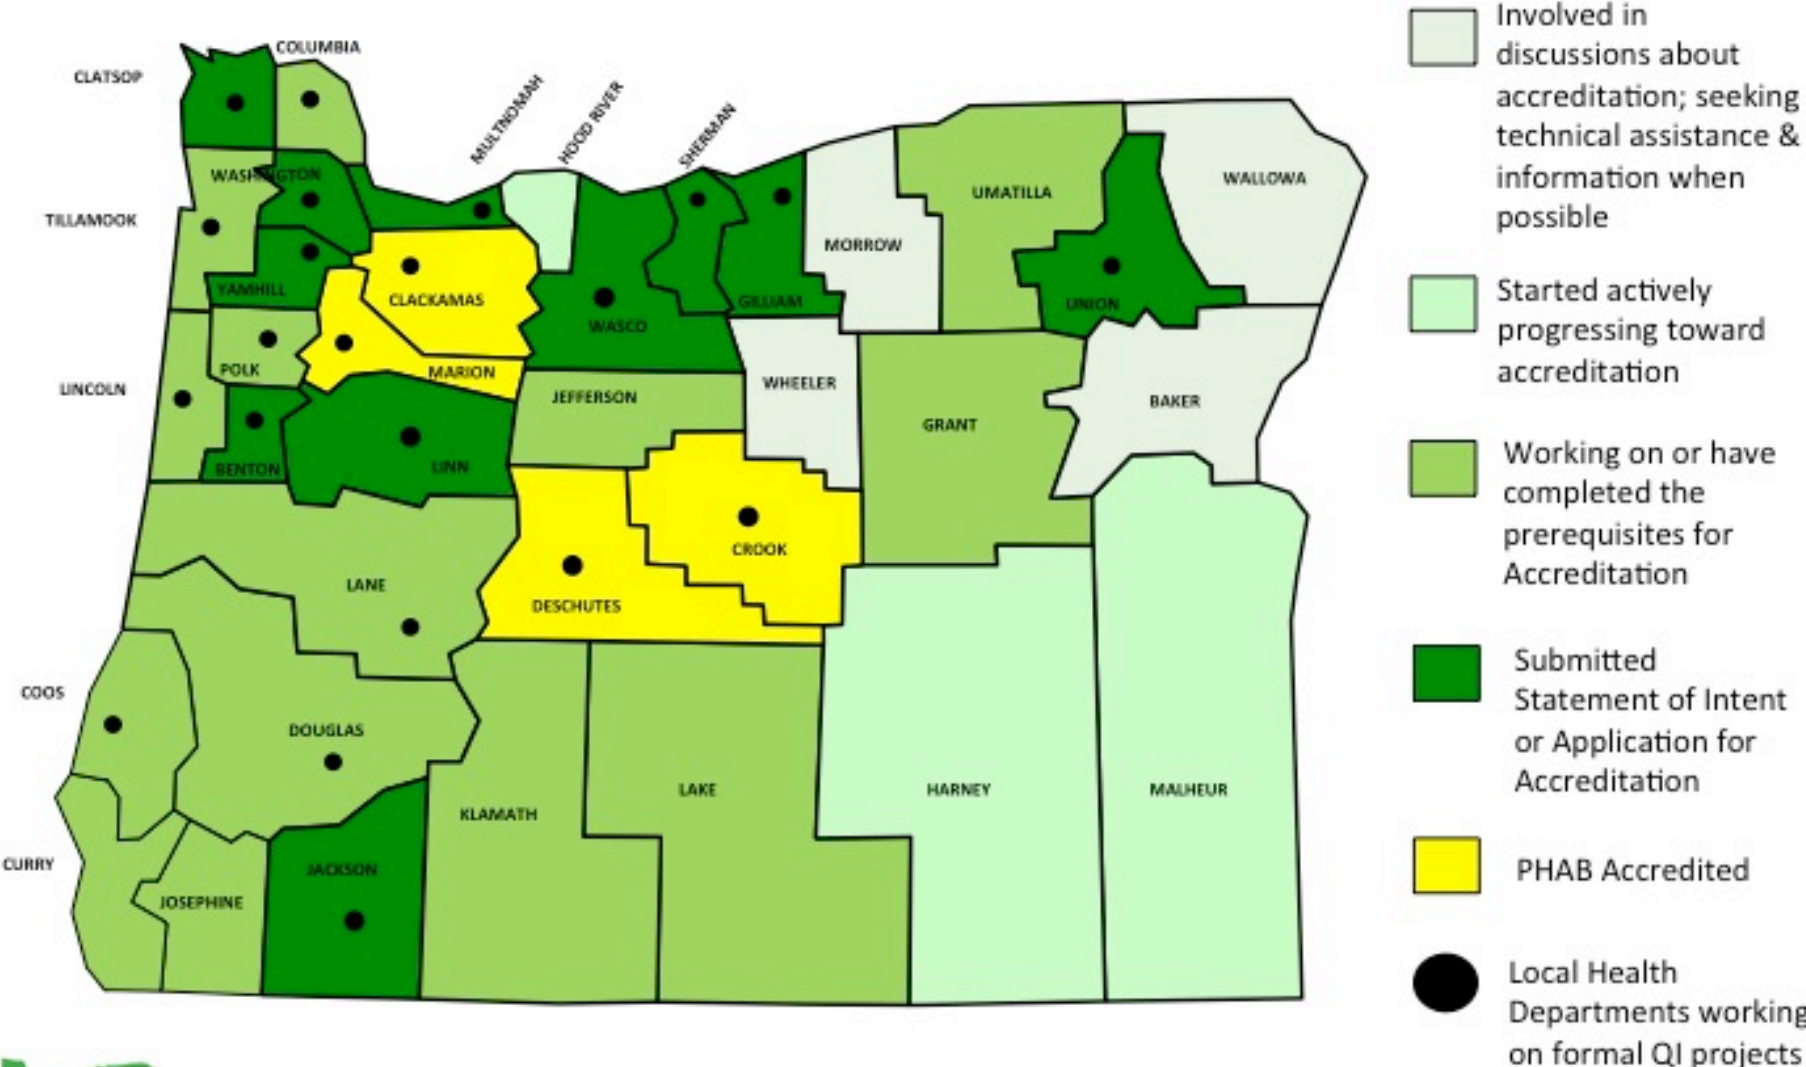 COLUMBIA
CLATSOP
MULTNOMAH
HOOD RIVER
SHERMAN
WASHINGTON
TILLAMOOK
UMATILLA
WALLOWA
MORROW
YAMHILL
CLACKAMAS
GILLIAM
UNION
WASCO
POLK
MARION
LINCOLN
JEFFERSON
WHEELER
BAKER
GRANT
BENTON
LINN
CROOK
LANE
DESCHUTES
COOS
DOUGLAS
KLAMATH
LAKE
HARNEY
MALHEUR
CURRY
JACKSON
JOSEPHINE
Involved in
discussions about
accreditation; seeking
technical assistance &
information when
possible
Started actively
progressing toward
accreditation
Working on or have
completed the
prerequisites for
Accreditation
Submitted
Statement of Intent
or Application for
Accreditation
PHAB Accredited
Local Health
Departments working
on formal QI projects